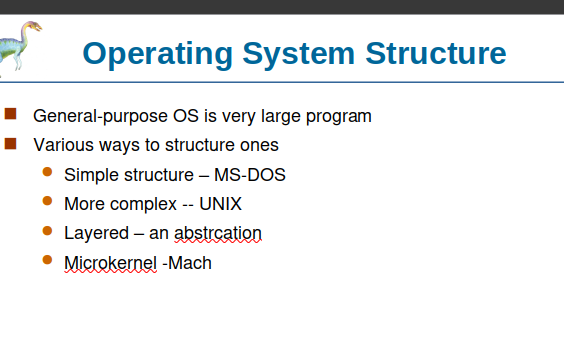 Operating System Structure
General-purpose OS is very large program
Various ways to structure ones
Simple structure – MS-DOS
More complex -- UNIX
Layered – an abstrcation
Microkernel -Mach